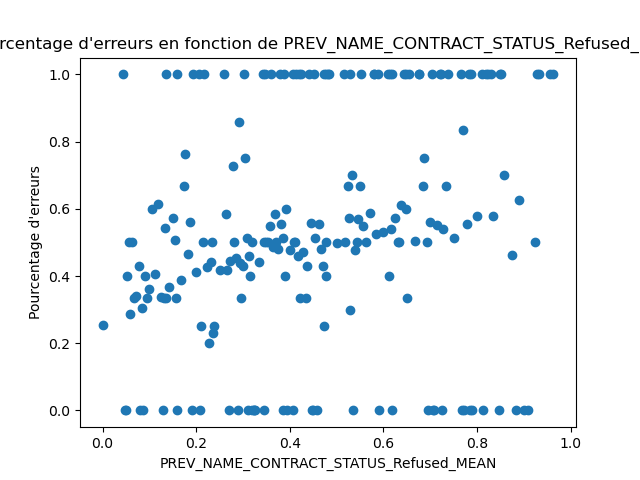 rcentage d'erreurs en fonction de PREV_NAME_CONTRACT_STATUS_Refused_
1.0
0.8
0.6
0.4
0.2
0.0
Pourcentage d'erreurs
0.0 0.2 0.4 0.6 0.8 1.0
PREV_NAME_CONTRACT_STATUS_Refused_MEAN